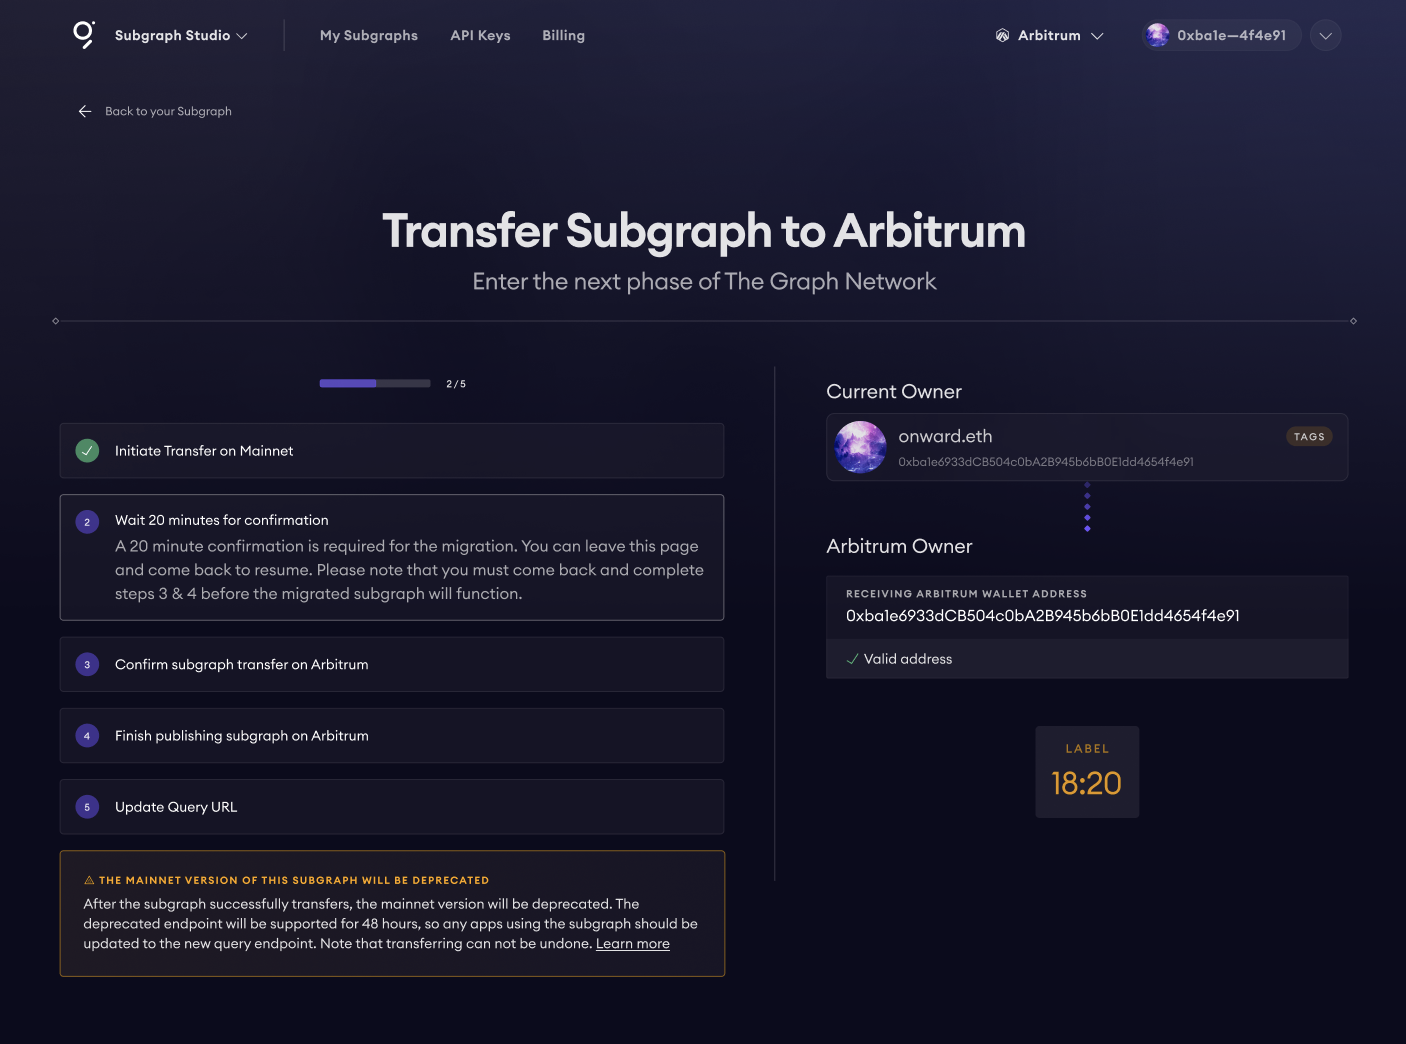 Subgraph Studio
My Subgraphs
API Keys
Billing
Arbitrum
0xba1e—4f4e91
Back to your Subgraph
Transfer Subgraph to Arbitrum
Enter the next phase of The Graph Network
2/5
Initiate Transfer on Mainnet
2
Wait 20 minutes for confirmation
A 20 minute confirmation is required for the migration. You can leave this page
and come back to resume. Please note that you must come back and complete
steps 3 & 4 before the migrated subgraph will function.
3
Confirm subgraph transfer on Arbitrum
4
Finish publishing subgraph on Arbitrum
5
Update Query URL
THE MAINNET VERSION OF THIS SUBGRAPH WILL BE DEPRECATED
After the subgraph successfully transfers, the mainnet version will be deprecated. The
deprecated endpoint will be supported for 48 hours, so any apps using the subgraph should be
updated to the new query endpoint. Note that transferring can not be undone. Learn more
Current Owner
onward.eth
TAGS
0xba1e6933dCB504c0bA2B945b6bB0E1dd4654f4e91
Arbitrum Owner
RECEIVING ARBITRUM WALLET ADDRESS
0xba1e6933dCB504c0bA2B945b6bB0E1dd4654f4e91
Valid address
LABEL
18:20